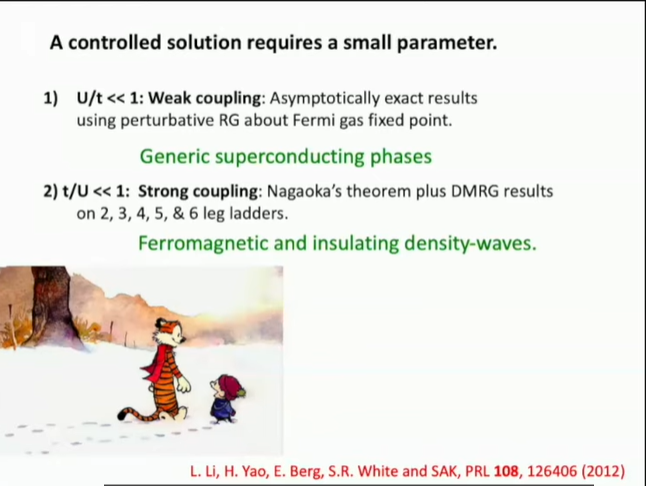 A controlled solution requires a small parameter.
1) U/t << 1: Weak coupling: Asymptotically exact results
using perturbative RG about Fermi gas fixed point.
Generic superconducting phases
2) t/U << 1: Strong coupling: Nagaoka's theorem plus DMRG results
on 2, 3, 4, 5, & 6 leg ladders.
Ferromagnetic and insulating density-waves.
L. Li, H. Yao, E. Berg, S.R. White and SAK, PRL 108, 126406 (2012)